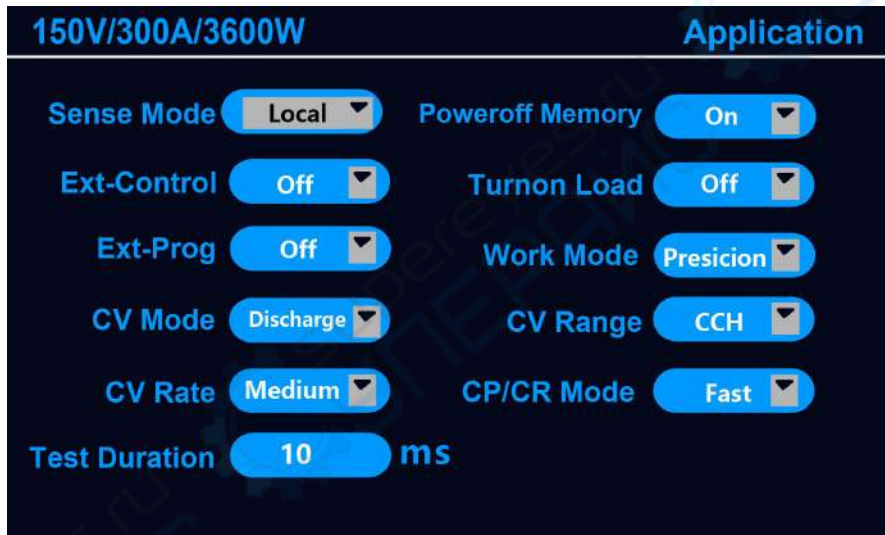 150V/300A/3600W Application
Sense Mode Local Poweroff Memory On
Ext-Control Off Turnon Load Off
Ext-Prog Off Work Mode Presicion
CV Mode Discharge CV Range CCH
CV Rate Medium CP/CR Mode Fast
Test Duration 10 ms